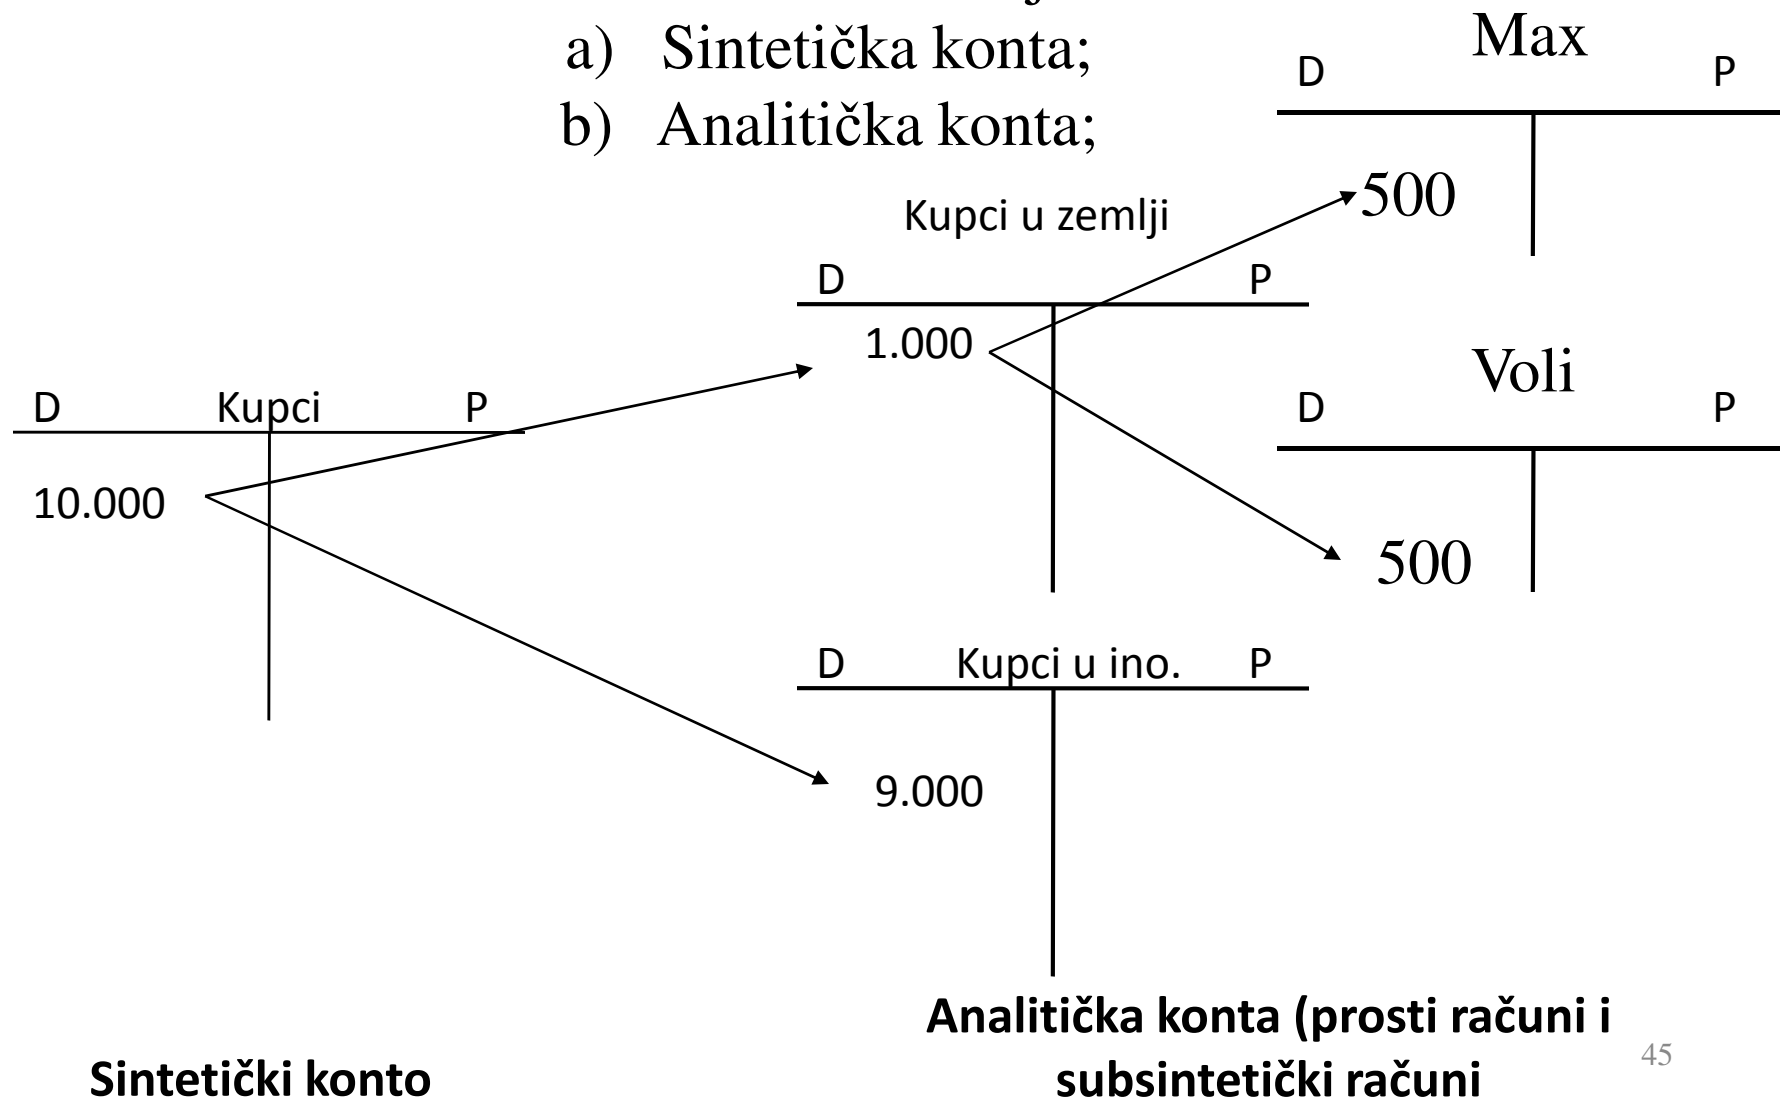 a) Sintetička konta;
b) Analitička konta;
Max
D P
500
Kupci u zemlji
D P
1.000
Voli
D P
500
D Kupci P
10.000
D Kupci u ino. P
9.000
Analitička konta (prosti računi i
subsintetički računi
Sintetički konto
45